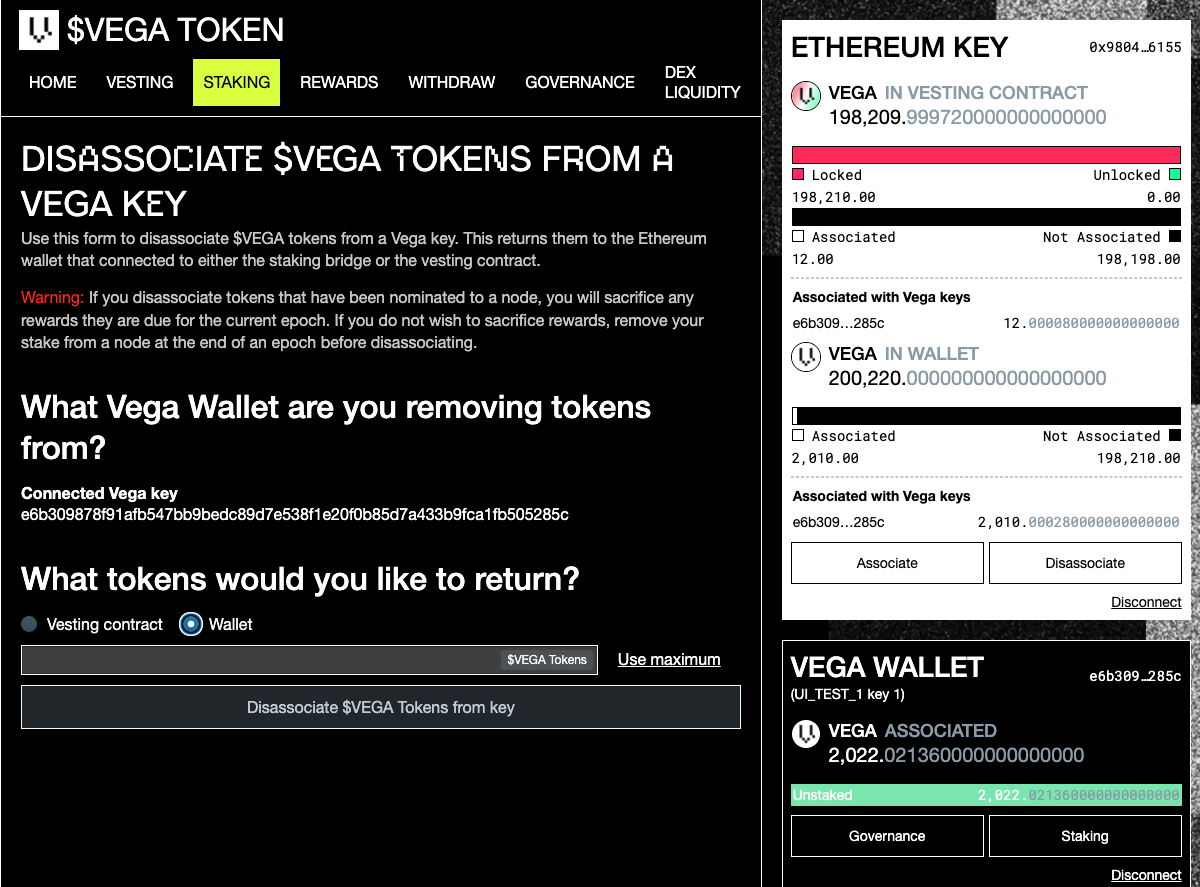 $VEGA TOKEN
HOME VESTING STAKING REWARDS WITHDRAW GOVERNANCE DEX LIQUIDITY
DISASSOCIATE $VEGA TOKENS FROM A
VEGA KEY
Use this form to disassociate $VEGA tokens from a Vega key. This returns them to the Ethereum
wallet that connected to either the staking bridge or the vesting contract.
Warning: If you disassociate tokens that have been nominated to a node, you will sacrifice any
rewards they are due for the current epoch. If you do not wish to sacrifice rewards, remove your
stake from a node at the end of an epoch before disassociating.
What Vega Wallet are you removing tokens
from?
Connected Vega key
e6b309878f91afb547bb9bedc89d7e538f1e20f0b85d7a433b9fca1fb505285c
What tokens would you like to return?
Vesting contract Wallet
$VEGA Tokens Use maximum
Disassociate $VEGA Tokens from key
ETHEREUM KEY 0x9804…6155
VEGA IN VESTING CONTRACT
198,209.999720000000000000
Locked Unlocked
198,210.00 0.00
Associated Not Associated
12.00 198,198.00
Associated with Vega keys
e6b309…285c 12.000080000000000000
VEGA IN WALLET
200,220.000000000000000000
Associated Not Associated
2,010.00 198,210.00
Associated with Vega keys
e6b309…285c 2,010.000280000000000000
Associate Disassociate
Disconnect
VEGA WALLET e6b309…285c
(UI_TEST_1 key 1)
VEGA ASSOCIATED
2,022.021360000000000000
Unstaked 2,022.021360000000000000
Governance Staking
Disconnect